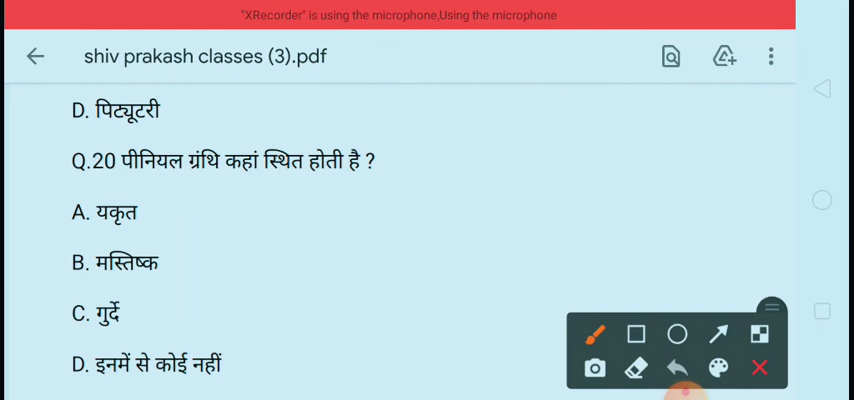 "XRecorder" is using the microphone,Using the microphone
shiv prakash classes (3).pdf
D. पिट्यूटरी
Q.20 पीनियल ग्रंथि कहां स्थित होती है ?
A. यकृत
B. मस्तिष्क
C. गुर्दे
D. इनमें से कोई नहीं